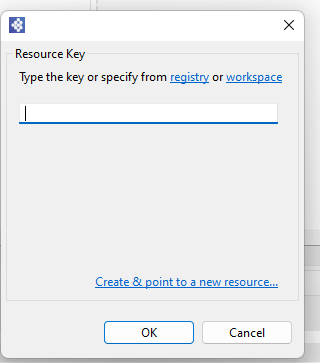 Resource Key
Type the key or specify from registry or workspace
Create & point to a new resource...
OK
Cancel